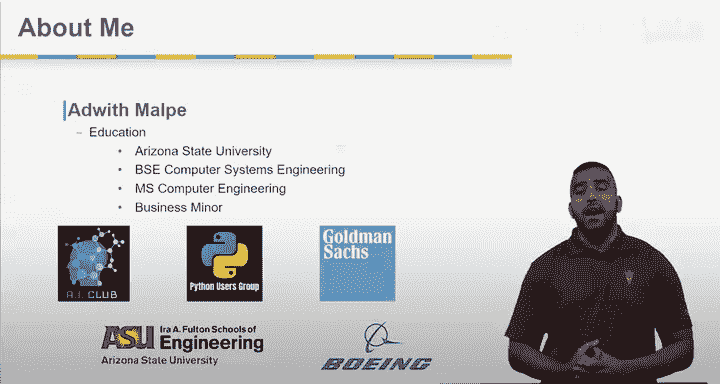 About Me
Adwith Malpe
– Education
• Arizona State University
• BSE Computer Systems Engineering
• MS Computer Engineering
• Business Minor
A.I. CLUB
Python Users Group
Goldman
Sachs
ASU Ira A. Fulton Schools of
Engineering
Arizona State University
BOEING